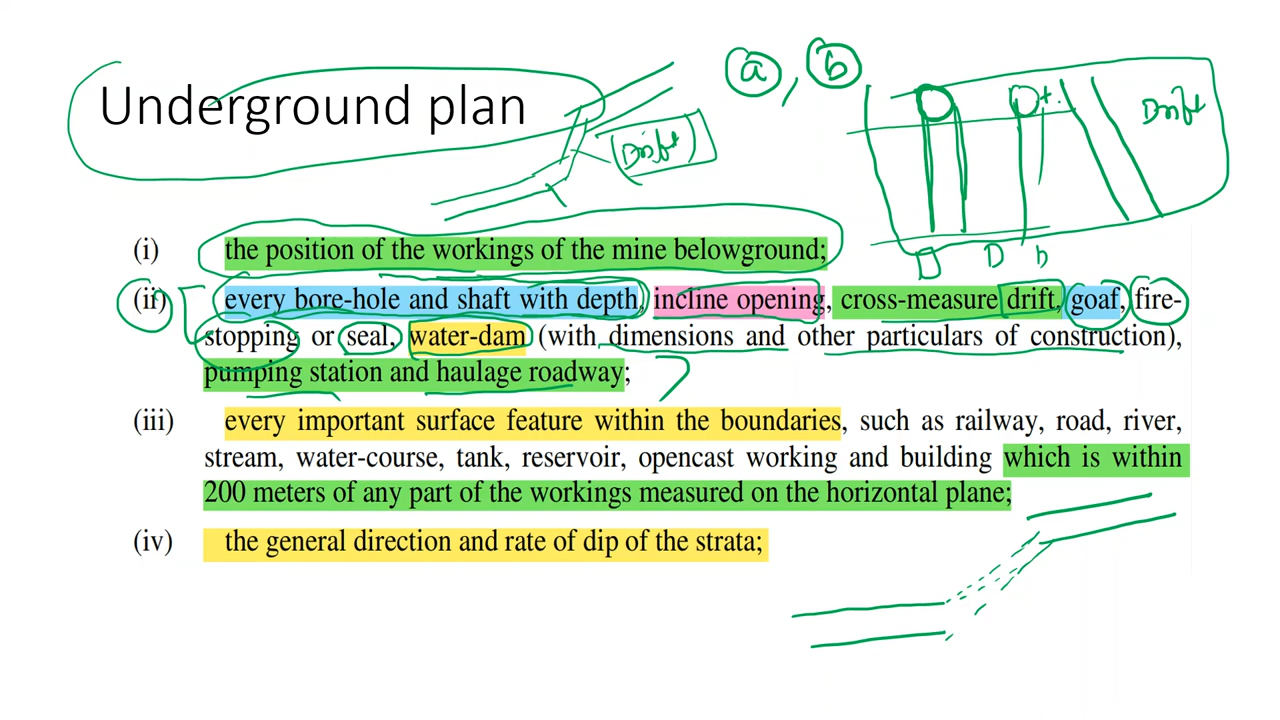 Underground plan
a, b
Drift
Drift
(i) the position of the workings of the mine belowground;
(ii) every bore-hole and shaft with depth, incline opening, cross-measure drift, goaf, fire-
stopping or seal, water-dam (with dimensions and other particulars of construction),
pumping station and haulage roadway;
(iii) every important surface feature within the boundaries, such as railway, road, river,
stream, water-course, tank, reservoir, opencast working and building which is within
200 meters of any part of the workings measured on the horizontal plane;
(iv) the general direction and rate of dip of the strata;